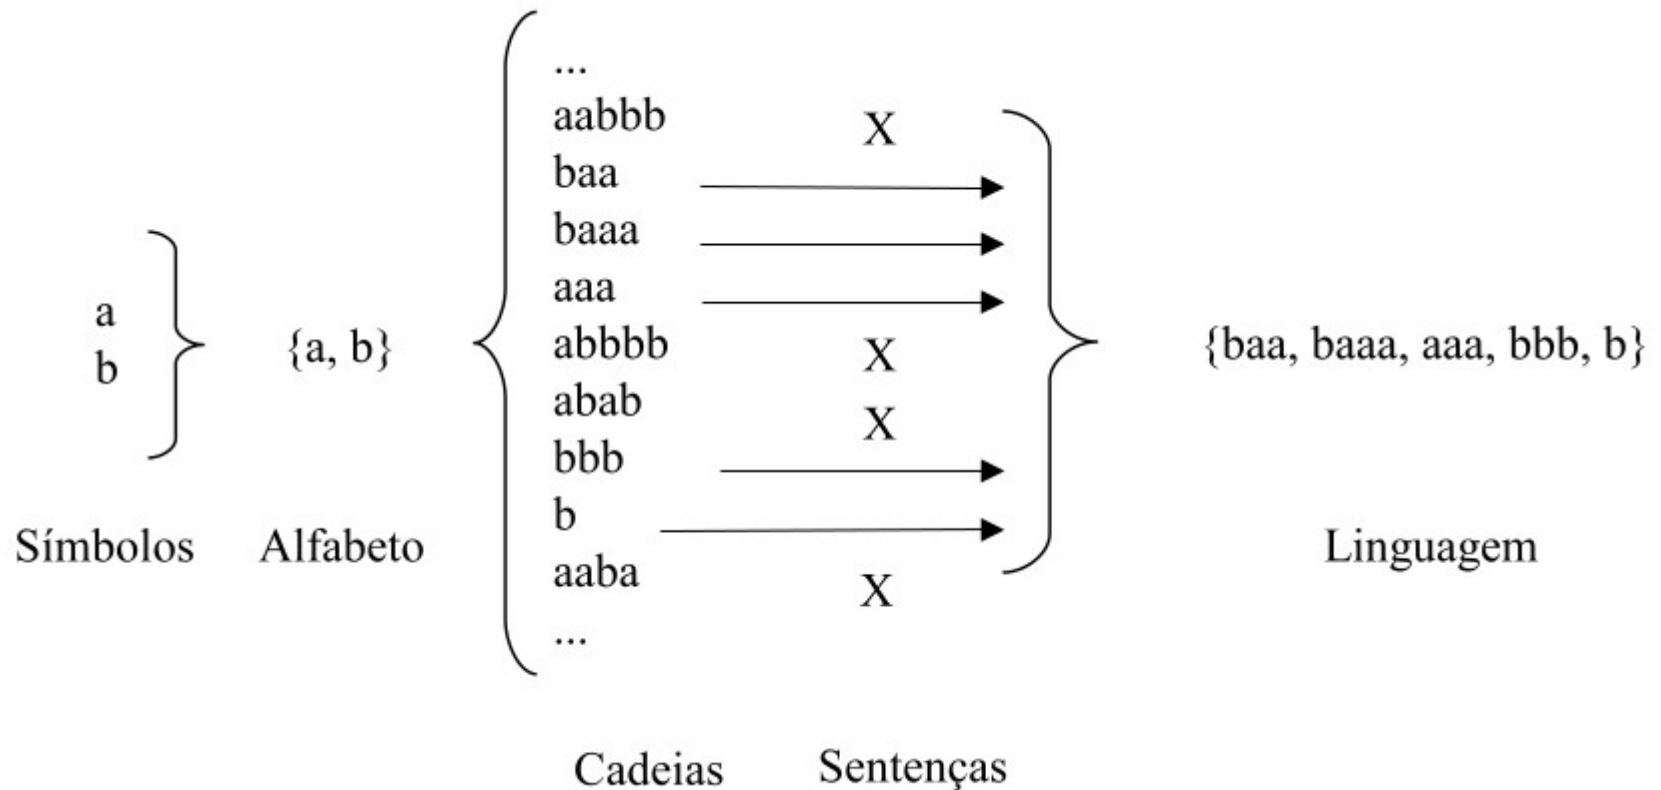 ...
aabbb X
baa
baaa
a aaa
{a, b} abbbb X {baa, baaa, aaa, bbb, b}
b abab X
bbb
b
Símbolos Alfabeto Linguagem
aaba X
...
Cadeias Sentenças